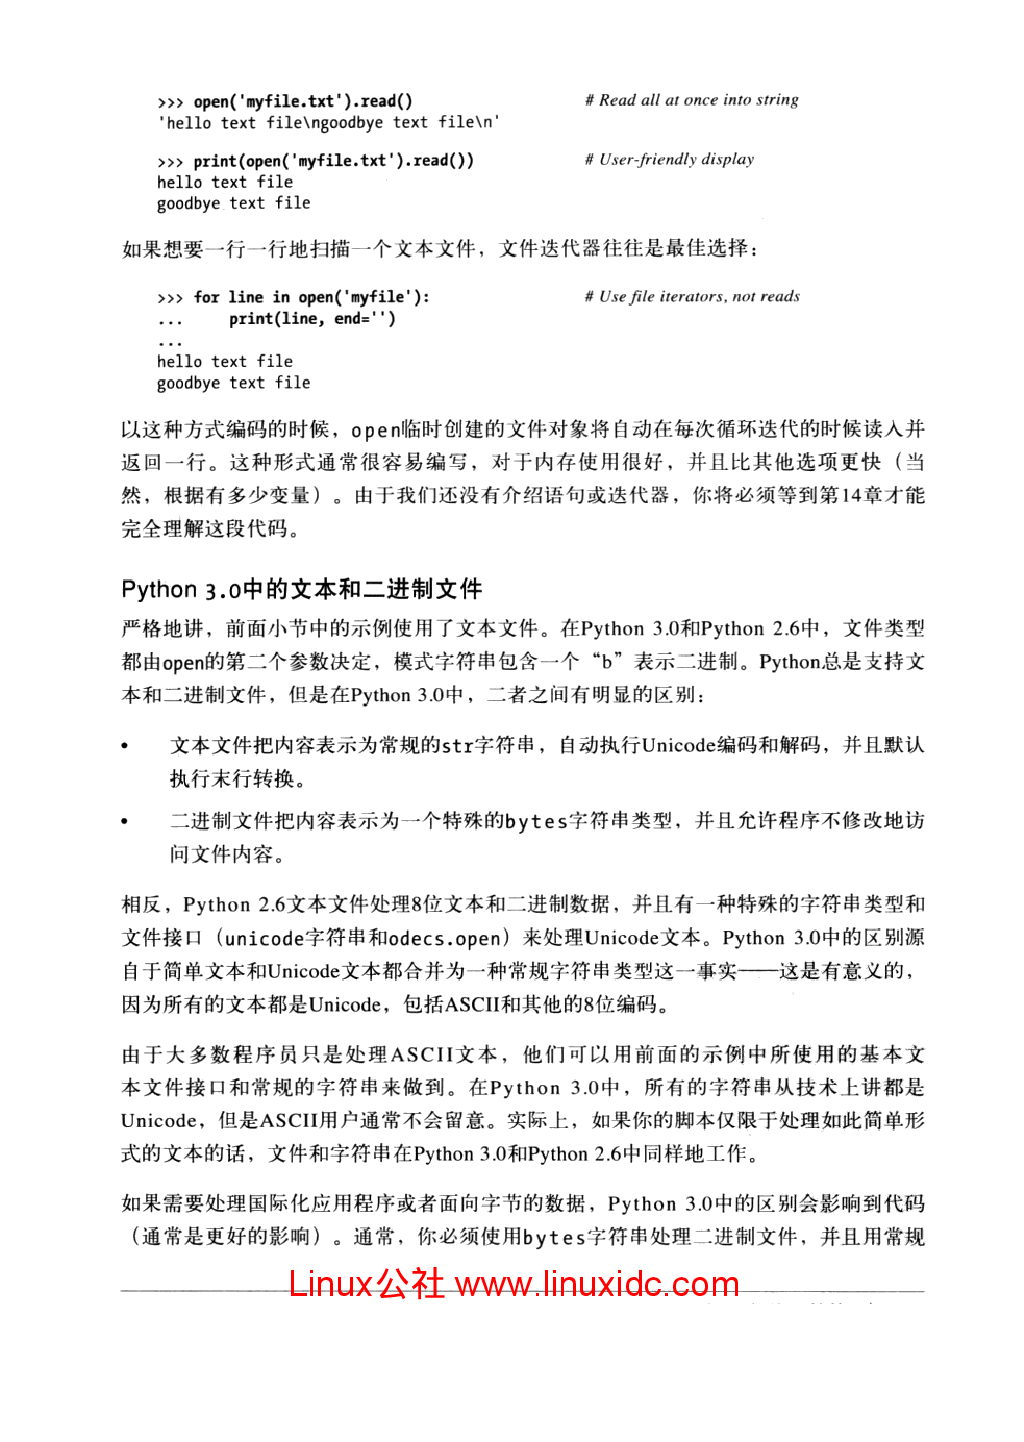 >>> open('myfile.txt').read() # Read all at once into string
'hello text file\ngoodbye text file\n'
>>> print(open('myfile.txt').read()) # User-friendly display
hello text file
goodbye text file
如果想要一行一行地扫描一个文本文件，文件迭代器往往是最佳选择：
>>> for line in open('myfile'): # Use file iterators, not reads
... print(line, end='')
...
hello text file
goodbye text file
以这种方式编码的时候，open临时创建的文件对象将自动在每次循环迭代的时候读入并
返回一行。这种形式通常很容易编写，对于内存使用很好，并且比其他选项更快（当
然，根据有多少变量）。由于我们还没有介绍语句或迭代器，你将必须等到第14章才能
完全理解这段代码。
Python 3.0中的文本和二进制文件
严格地讲，前面小节中的示例使用了文本文件。在Python 3.0和Python 2.6中，文件类型
都由open的第二个参数决定，模式字符串包含一个“b”表示二进制。Python总是支持文
本和二进制文件，但是在Python 3.0中，二者之间有明显的区别：
• 文本文件把内容表示为常规的str字符串，自动执行Unicode编码和解码，并且默认
执行末行转换。
• 二进制文件把内容表示为一个特殊的bytes字符串类型，并且允许程序不修改地访
问文件内容。
相反，Python 2.6文本文件处理8位文本和二进制数据，并且有一种特殊的字符串类型和
文件接口（unicode字符串和odecs.open）来处理Unicode文本。Python 3.0中的区别源
自于简单文本和Unicode文本都合并为一种常规字符串类型这一事实——这是有意义的，
因为所有的文本都是Unicode，包括ASCII和其他的8位编码。
由于大多数程序员只是处理ASCII文本，他们可以用前面的示例中所使用的基本文
本文件接口和常规的字符串来做到。在Python 3.0中，所有的字符串从技术上讲都是
Unicode，但是ASCII用户通常不会留意。实际上，如果你的脚本仅限于处理如此简单形
式的文本的话，文件和字符串在Python 3.0和Python 2.6中同样地工作。
如果需要处理国际化应用程序或者面向字节的数据，Python 3.0中的区别会影响到代码
（通常是更好的影响）。通常，你必须使用bytes字符串处理二进制文件，并且用常规
Linux公社 www.linuxidc.com